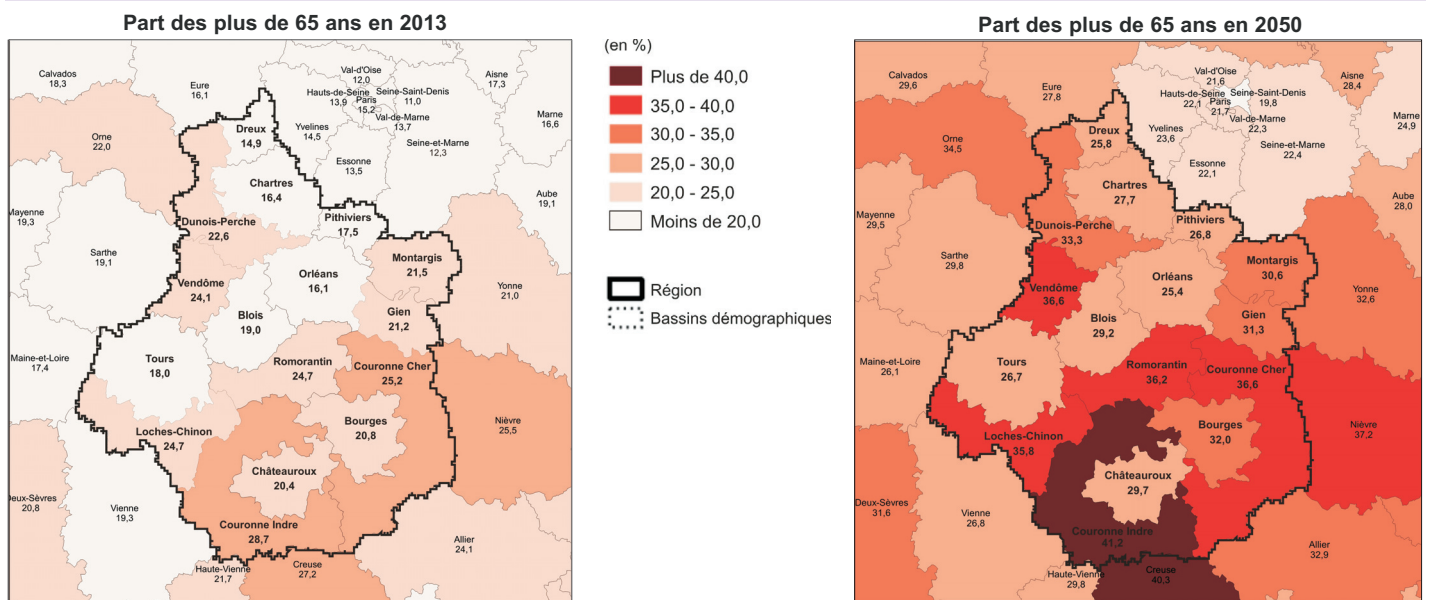 Part des plus de 65 ans en 2013
Calvados
18,3
Eure
16,1
Val-d'Oise
12,0
Aisne
17,3
Hauts-de-Seine
13,9
Paris
15,2
Seine-Saint-Denis
11,0
Val-de-Marne
13,7
Marne
16,6
Orne
22,0
Dreux
14,9
Yvelines
14,5
Seine-et-Marne
12,3
Essonne
13,5
Chartres
16,4
Aube
19,1
Mayenne
19,3
Dunois-Perche
22,6
Pithiviers
17,5
Sarthe
19,1
Montargis
21,5
Orléans
16,1
Vendôme
24,1
Yonne
21,0
Blois
19,0
Gien
21,2
Maine-et-Loire
17,4
Tours
18,0
Romorantin
24,7
Couronne Cher
25,2
Loches-Chinon
24,7
Bourges
20,8
Nièvre
25,5
Châteauroux
20,4
Deux-Sèvres
20,8
Vienne
19,3
Couronne Indre
28,7
Allier
24,1
Haute-Vienne
21,7
Creuse
27,2
(en %)
Plus de 40,0
35,0 - 40,0
30,0 - 35,0
25,0 - 30,0
20,0 - 25,0
Moins de 20,0
Région
Bassins démographiques
Part des plus de 65 ans en 2050
Calvados
29,6
Eure
27,8
Val-d'Oise
21,6
Aisne
28,4
Hauts-de-Seine
22,1
Paris
21,7
Seine-Saint-Denis
19,8
Val-de-Marne
22,3
Marne
24,9
Orne
34,5
Dreux
25,8
Yvelines
23,6
Seine-et-Marne
22,4
Essonne
22,1
Chartres
27,7
Aube
28,0
Mayenne
29,5
Dunois-Perche
33,3
Pithiviers
26,8
Sarthe
29,8
Montargis
30,6
Orléans
25,4
Vendôme
36,6
Yonne
32,6
Blois
29,2
Gien
31,3
Maine-et-Loire
26,1
Tours
26,7
Romorantin
36,2
Couronne Cher
36,6
Loches-Chinon
35,8
Bourges
32,0
Nièvre
37,2
Châteauroux
29,7
Deux-Sèvres
31,6
Vienne
26,8
Couronne Indre
41,2
Allier
32,9
Haute-Vienne
29,8
Creuse
40,3